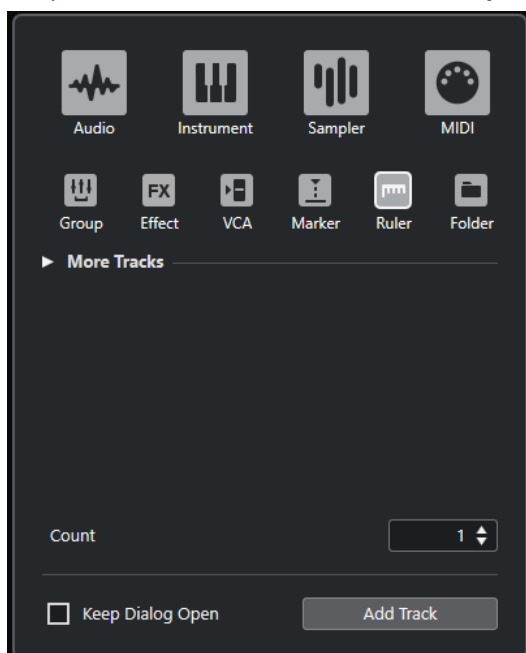 Audio Instrument Sampler MIDI
FX
Group Effect VCA Marker Ruler Folder
More Tracks
Count 1
Keep Dialog Open Add Track